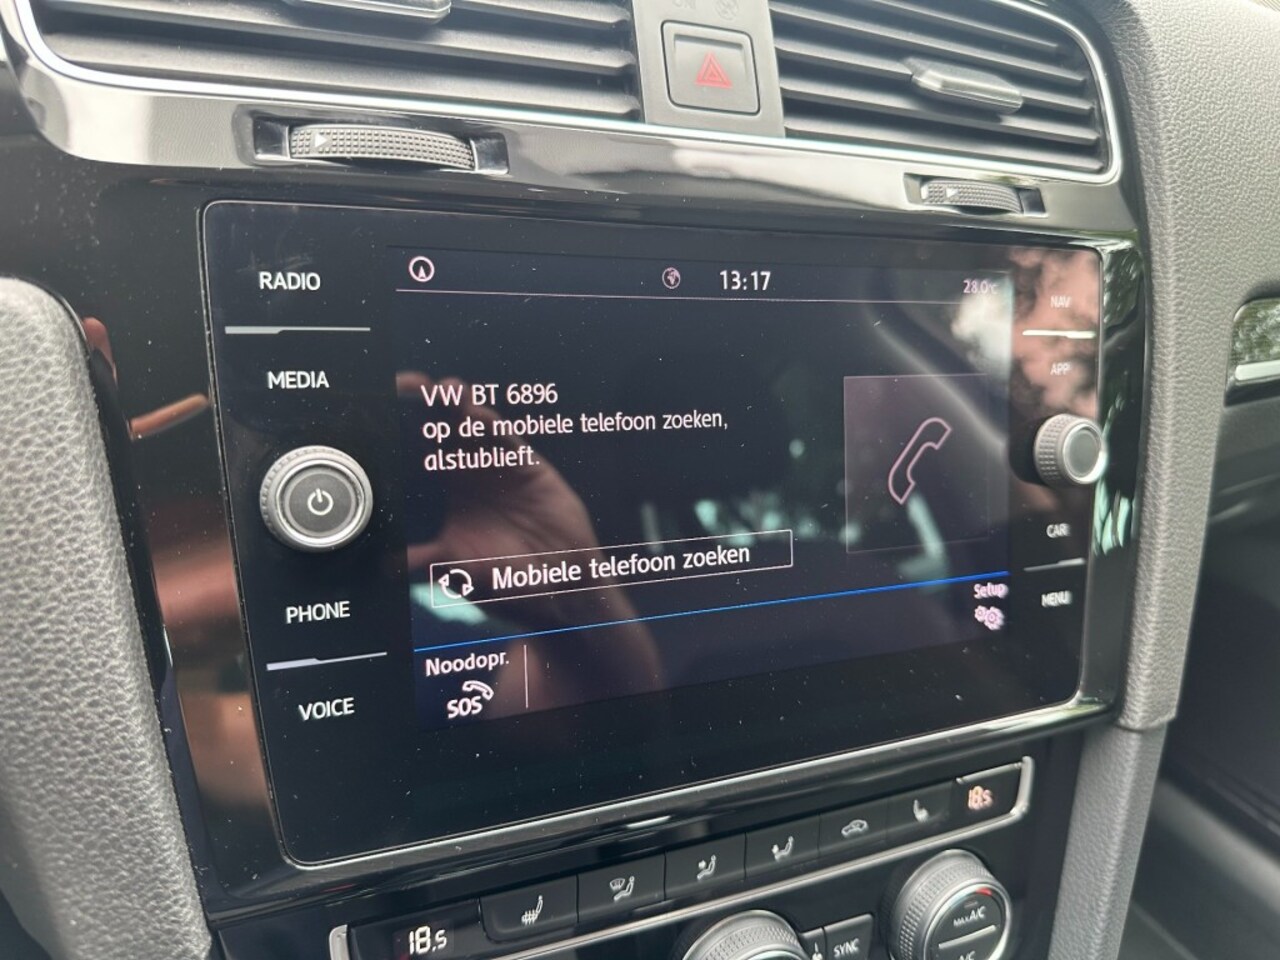 RADIO
MEDIA
PHONE
VOICE
13:17
28.0°C
VW BT 6896
op de mobiele telefoon zoeken,
alstublieft.
Mobiele telefoon zoeken
Setup
Noodopr.
SOS
NAV
APP
CAR
MENU
18.5
18.5
SYNC
MAX A/C
A/C